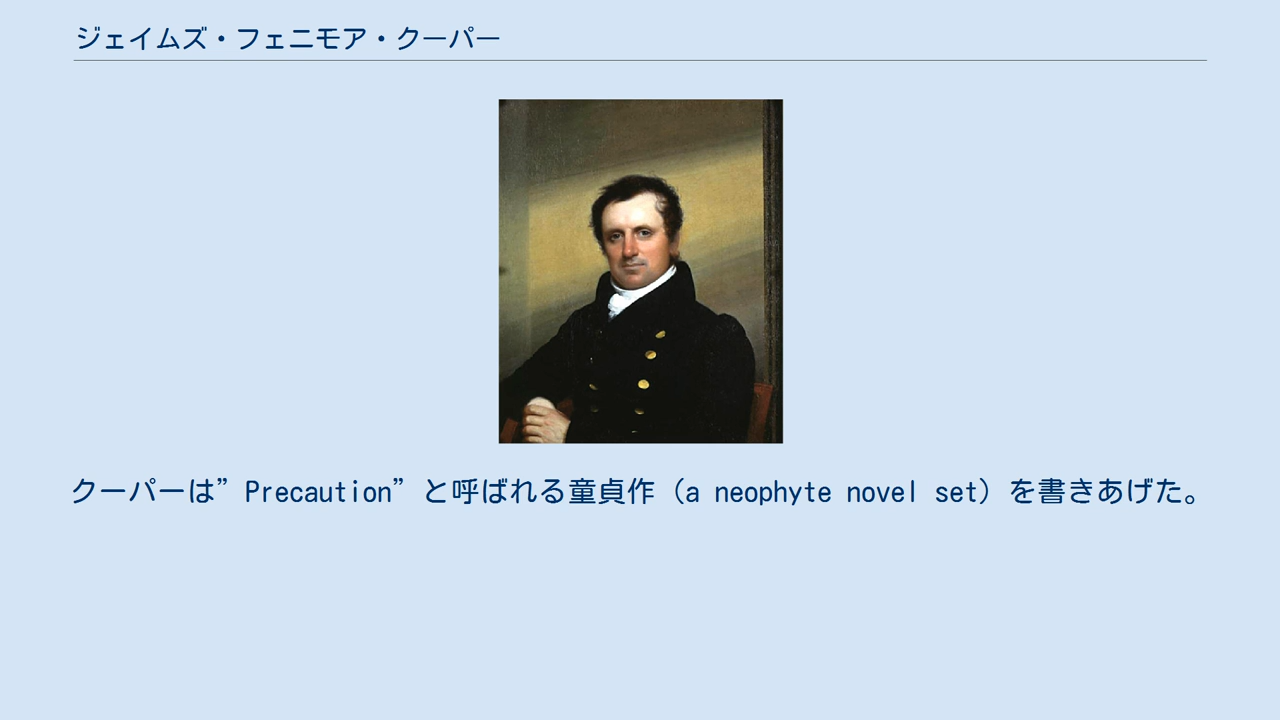 ジェイムズ・フェニモア・クーパー
クーパーは”Precaution”と呼ばれる童貞作（a neophyte novel set）を書きあげた。